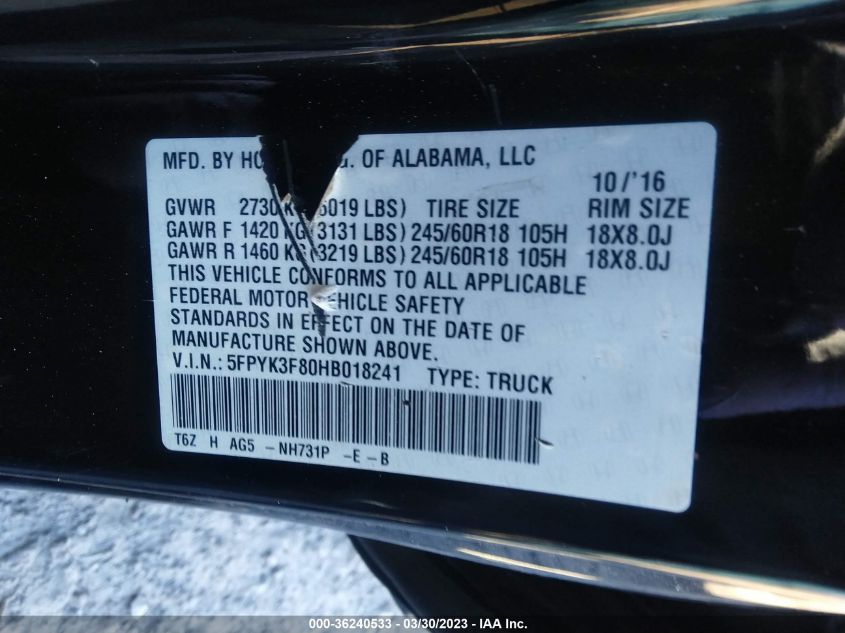 MFD. BY HO G. OF ALABAMA, LLC
10/'16
GVWR 2730 K 6019 LBS) TIRE SIZE RIM SIZE
GAWR F 1420 KG(3131 LBS) 245/60R18 105H 18X8.0J
GAWR R 1460 KG(3219 LBS) 245/60R18 105H 18X8.0J
THIS VEHICLE CONFORMS TO ALL APPLICABLE
FEDERAL MOTOR VEHICLE SAFETY
STANDARDS IN EFFECT ON THE DATE OF
MANUFACTURE SHOWN ABOVE.
V.I.N.: 5FPYK3F80HB018241 TYPE: TRUCK
T6Z H AG5 -NH731P -E -B
000-36240533 - 03/30/2023 - IAA Inc.